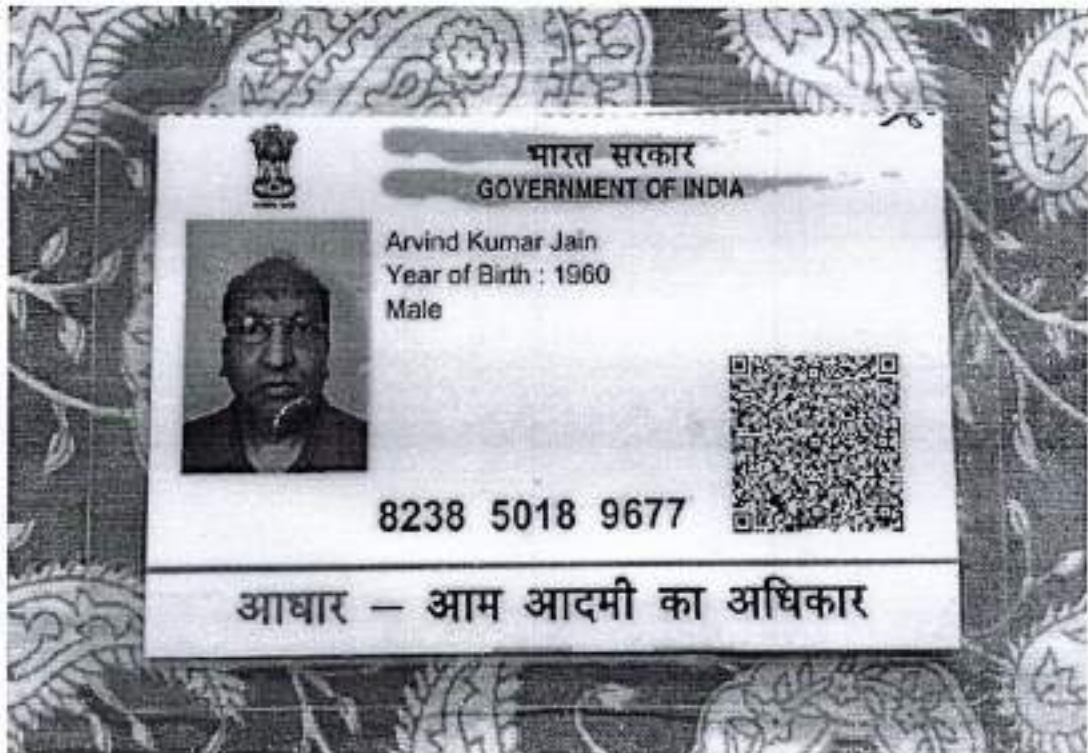 भारत सरकार
GOVERNMENT OF INDIA
Arvind Kumar Jain
Year of Birth : 1960
Male
8238 5018 9677
आधार – आम आदमी का अधिकार